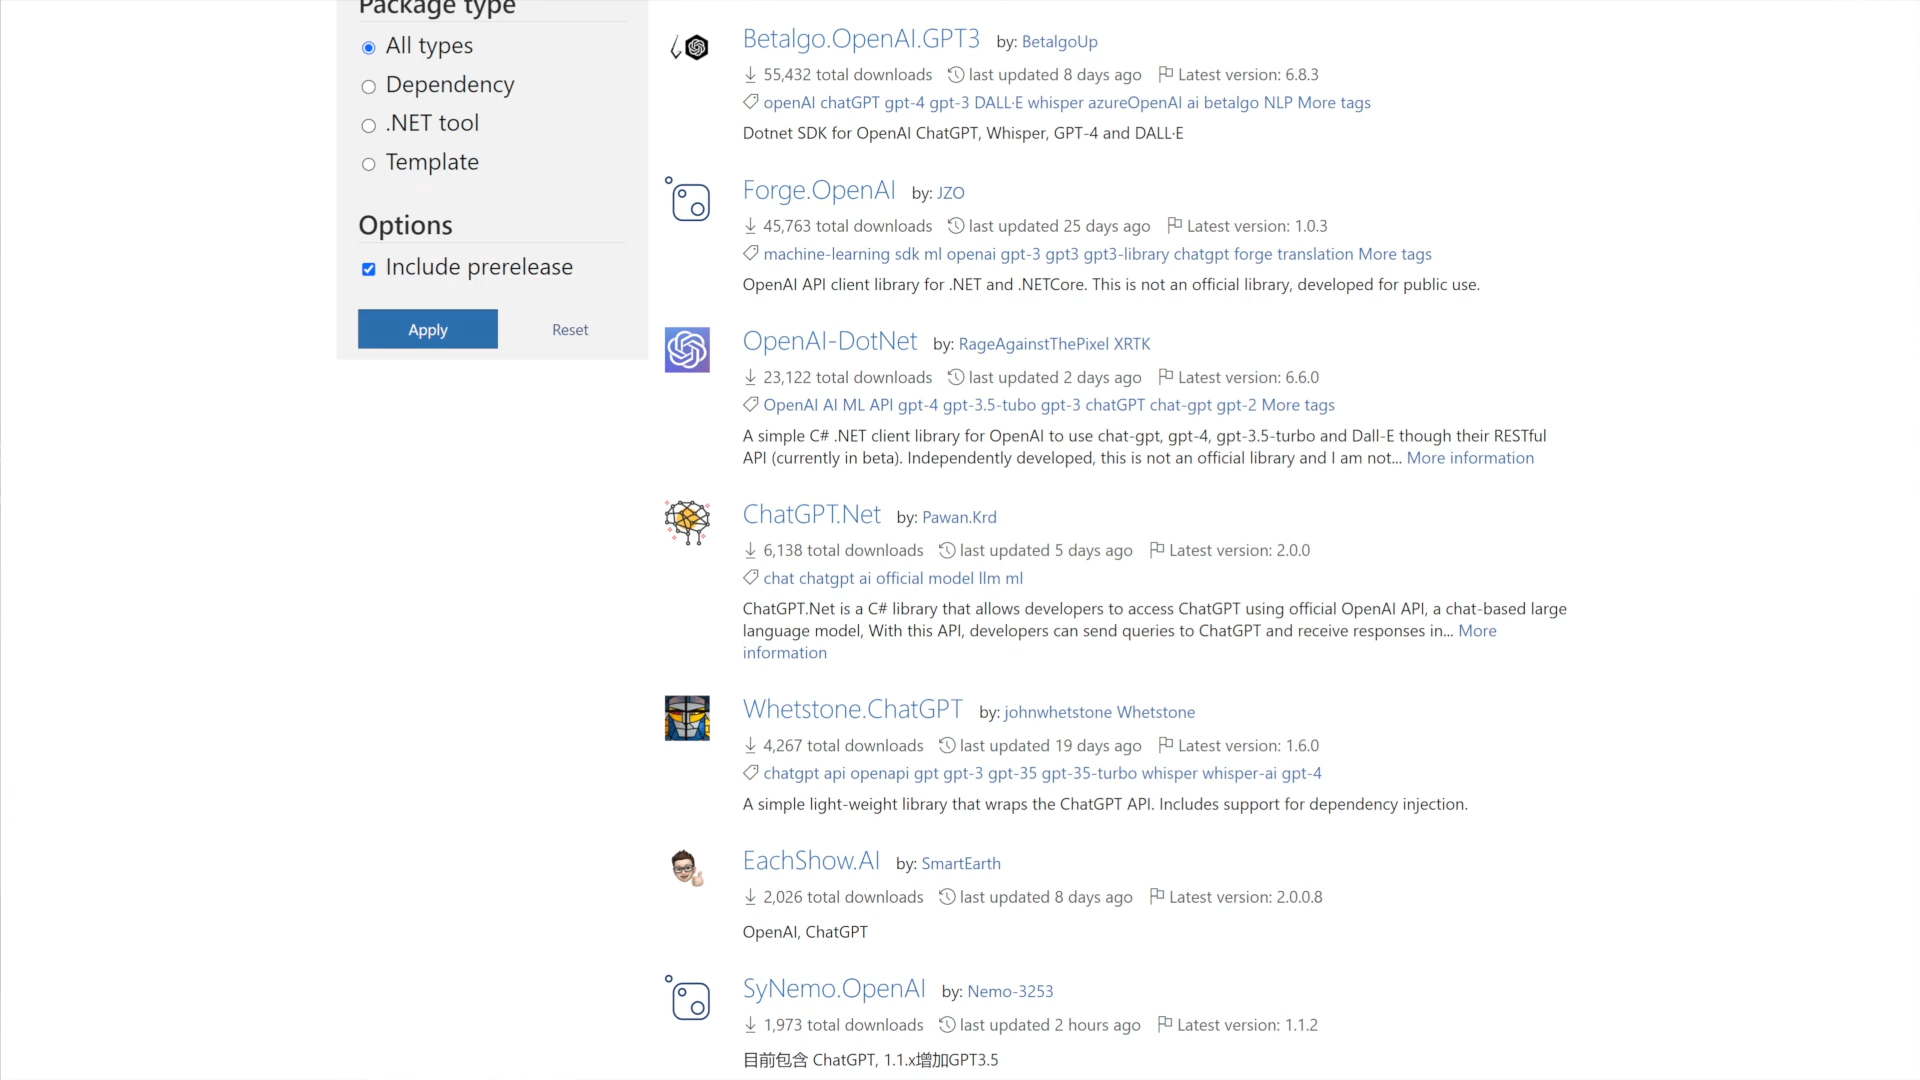 Package type
All types
Dependency
.NET tool
Template
Options
Include prerelease
Apply Reset
Betalgo.OpenAI.GPT3 by: BetalgoUp
55,432 total downloads last updated 8 days ago Latest version: 6.8.3
openAI chatGPT gpt-4 gpt-3 DALL·E whisper azureOpenAI ai betalgo NLP More tags
Dotnet SDK for OpenAI ChatGPT, Whisper, GPT-4 and DALL·E
Forge.OpenAI by: JZO
45,763 total downloads last updated 25 days ago Latest version: 1.0.3
machine-learning sdk ml openai gpt-3 gpt3 gpt3-library chatgpt forge translation More tags
OpenAI API client library for .NET and .NETCore. This is not an official library, developed for public use.
OpenAI-DotNet by: RageAgainstThePixel XRTK
23,122 total downloads last updated 2 days ago Latest version: 6.6.0
OpenAI AI ML API gpt-4 gpt-3.5-tubo gpt-3 chatGPT chat-gpt gpt-2 More tags
A simple C# .NET client library for OpenAI to use chat-gpt, gpt-4, gpt-3.5-turbo and Dall-E though their RESTful
API (currently in beta). Independently developed, this is not an official library and I am not... More information
ChatGPT.Net by: Pawan.Krd
6,138 total downloads last updated 5 days ago Latest version: 2.0.0
chat chatgpt ai official model llm ml
ChatGPT.Net is a C# library that allows developers to access ChatGPT using official OpenAI API, a chat-based large
language model, With this API, developers can send queries to ChatGPT and receive responses in... More
information
Whetstone.ChatGPT by: johnwhetstone Whetstone
4,267 total downloads last updated 19 days ago Latest version: 1.6.0
chatgpt api openapi gpt gpt-3 gpt-35 gpt-35-turbo whisper whisper-ai gpt-4
A simple light-weight library that wraps the ChatGPT API. Includes support for dependency injection.
EachShow.AI by: SmartEarth
2,026 total downloads last updated 8 days ago Latest version: 2.0.0.8
OpenAI, ChatGPT
SyNemo.OpenAI by: Nemo-3253
1,973 total downloads last updated 2 hours ago Latest version: 1.1.2
目前包含 ChatGPT, 1.1.x增加GPT3.5